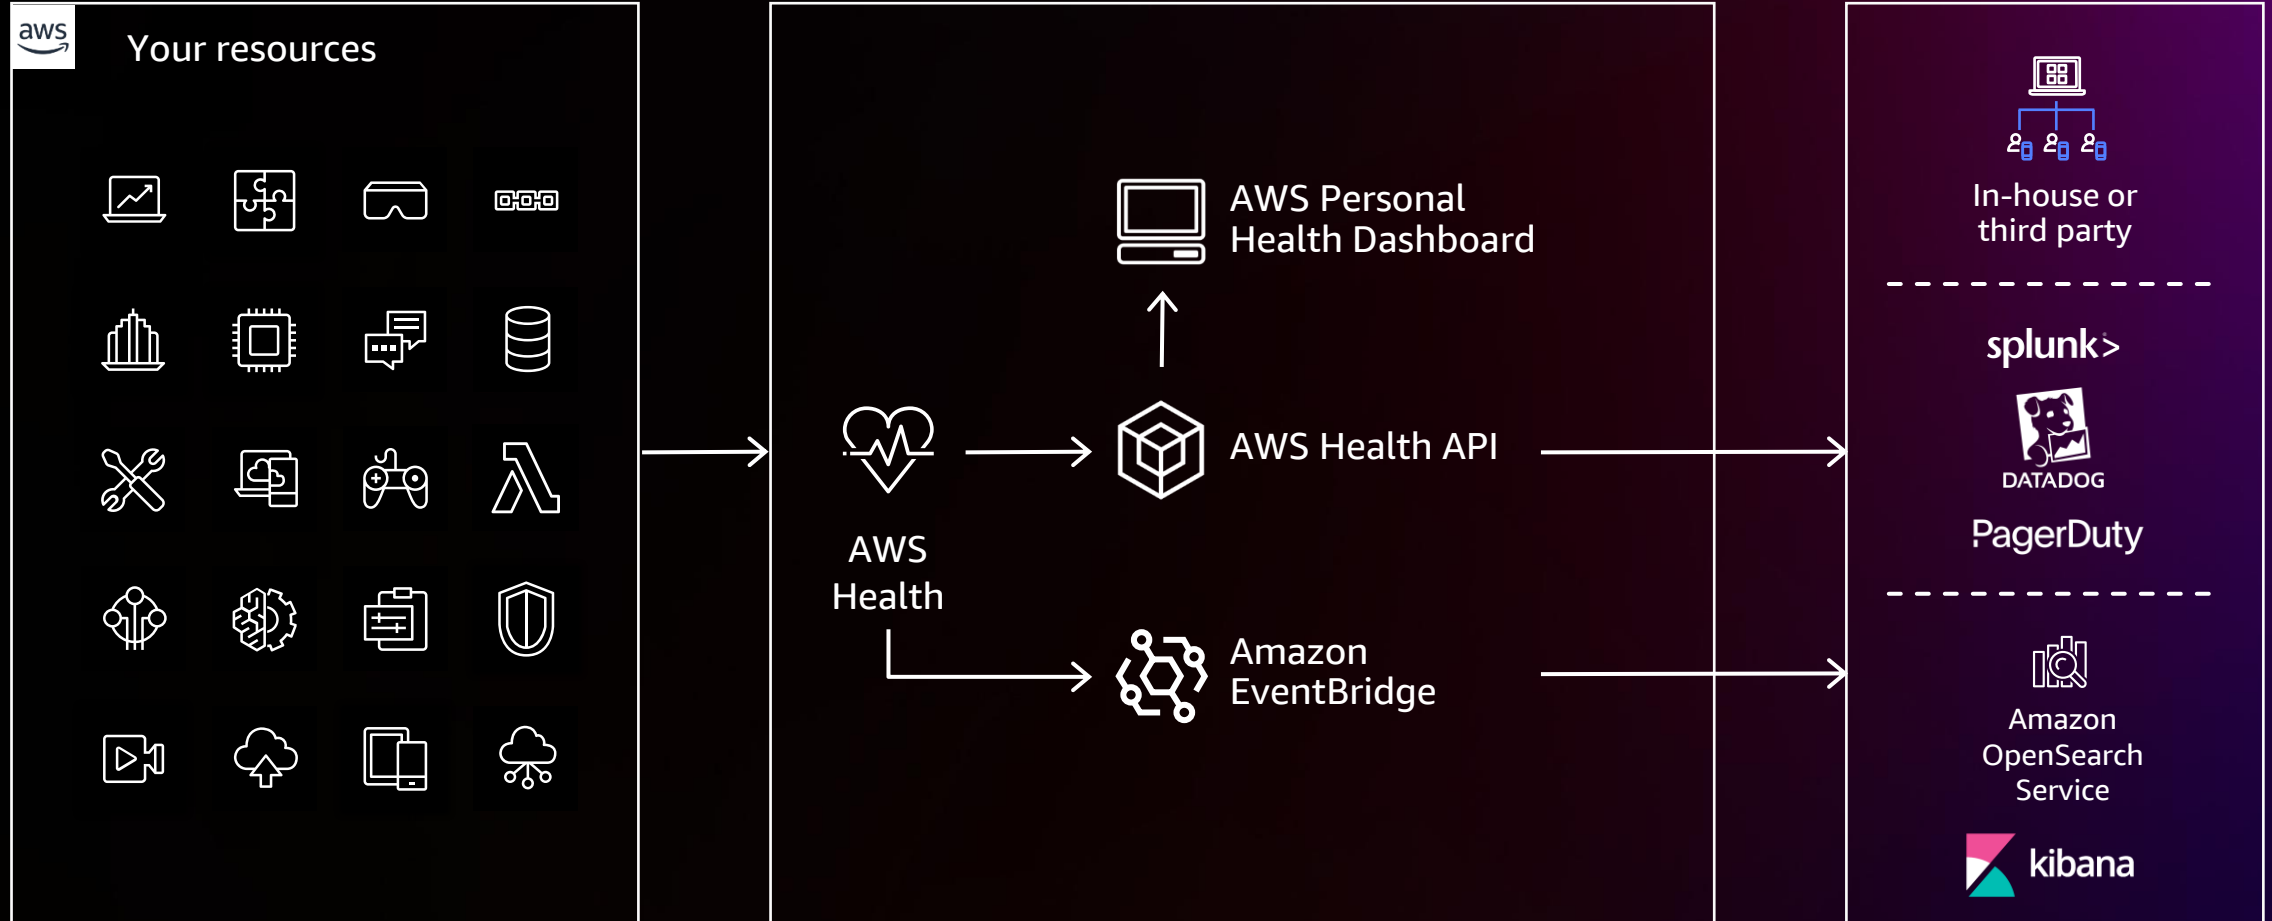 aws
Your resources
AWS Personal
Health Dashboard
AWS Health API
AWS
Health
Amazon
EventBridge
In-house or
third party
splunk>
DATADOG
PagerDuty
Amazon
OpenSearch
Service
kibana